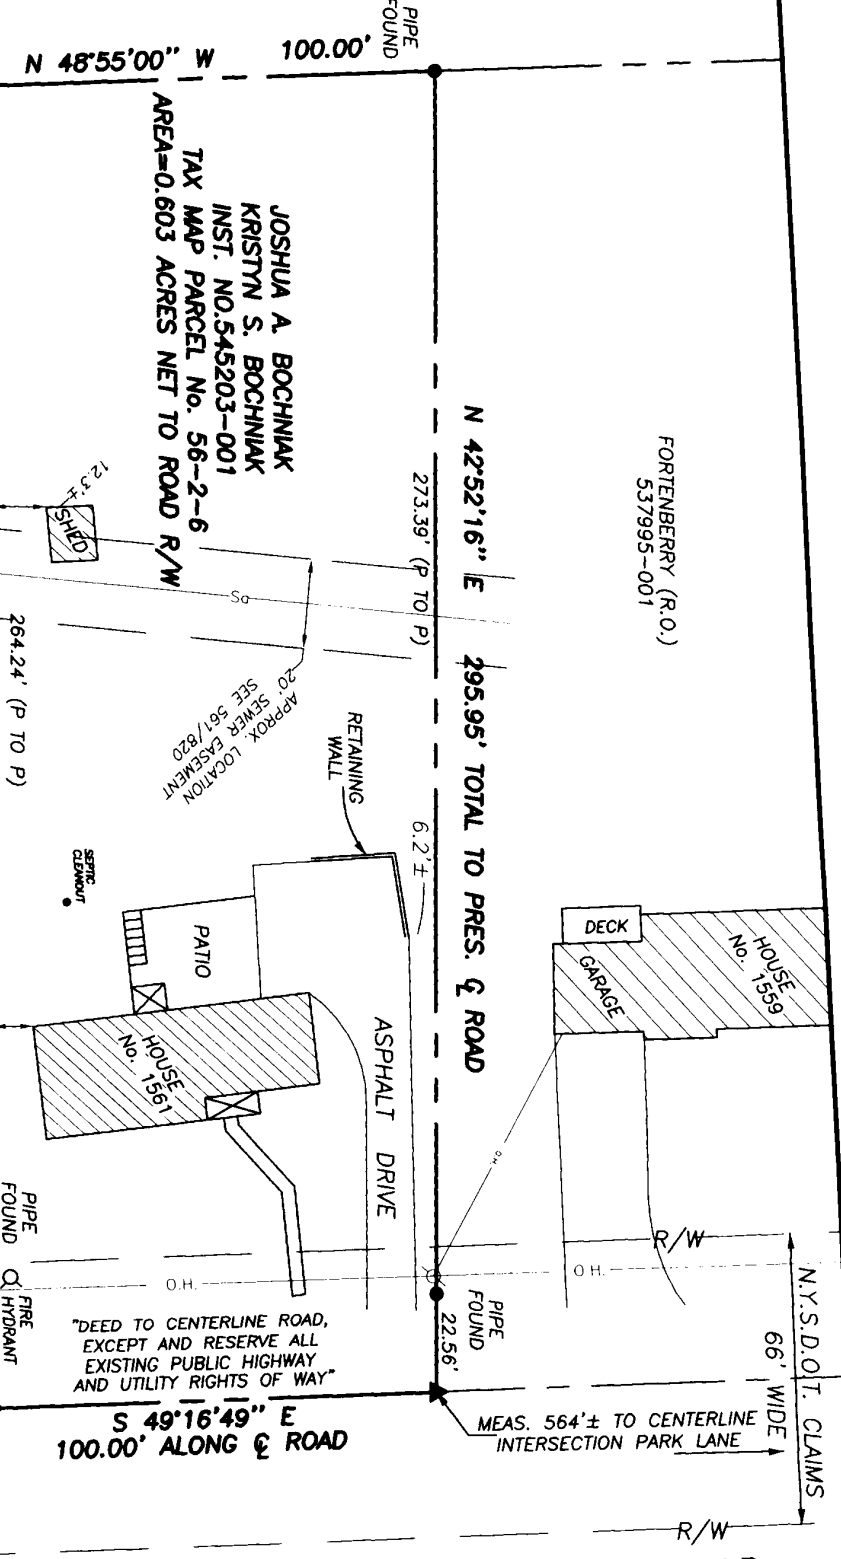 PIPE
FOUND
N 48°55'00" W
100.00'
JOSHUA A. BOCHNIAK
KRISTYN S. BOCHNIAK
INST. NO.545203-001
TAX MAP PARCEL No. 56-2-6
AREA=0.603 ACRES NET TO ROAD R/W
N 42°52'16" E 295.95' TOTAL TO PRES. ℄ ROAD
273.39' (P TO P)
FORTENBERRY (R.O.)
537995-001
12.3'±
SHED
Sa
264.24' (P TO P)
APPROX. LOCATION
20' SEWER EASEMENT
SEE 561/820
RETAINING
WALL
6.2'±
SEPTIC
CLEANOUT
PATIO
DECK
GARAGE
HOUSE
No. 1559
HOUSE
No. 1561
ASPHALT DRIVE
O.H.
PIPE
FOUND
FIRE
HYDRANT
R/W
O.H.
O.H.
PIPE
FOUND
22.56'
N.Y.S.D.O.T. CLAIMS
66' WIDE
"DEED TO CENTERLINE ROAD,
EXCEPT AND RESERVE ALL
EXISTING PUBLIC HIGHWAY
AND UTILITY RIGHTS OF WAY"
S 49°16'49" E
100.00' ALONG ℄ ROAD
MEAS. 564'± TO CENTERLINE
INTERSECTION PARK LANE
R/W